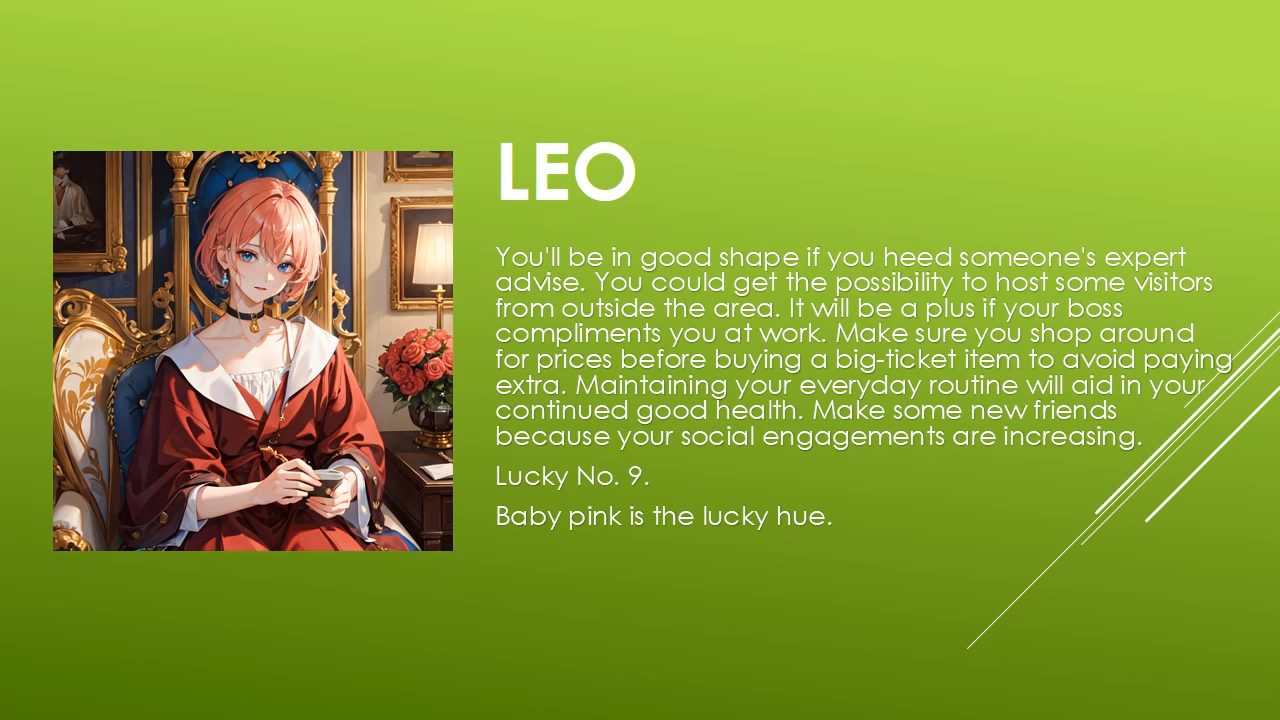 LEO
You'll be in good shape if you heed someone's expert
advise. You could get the possibility to host some visitors
from outside the area. It will be a plus if your boss
compliments you at work. Make sure you shop around
for prices before buying a big-ticket item to avoid paying
extra. Maintaining your everyday routine will aid in your
continued good health. Make some new friends
because your social engagements are increasing.
Lucky No. 9.
Baby pink is the lucky hue.